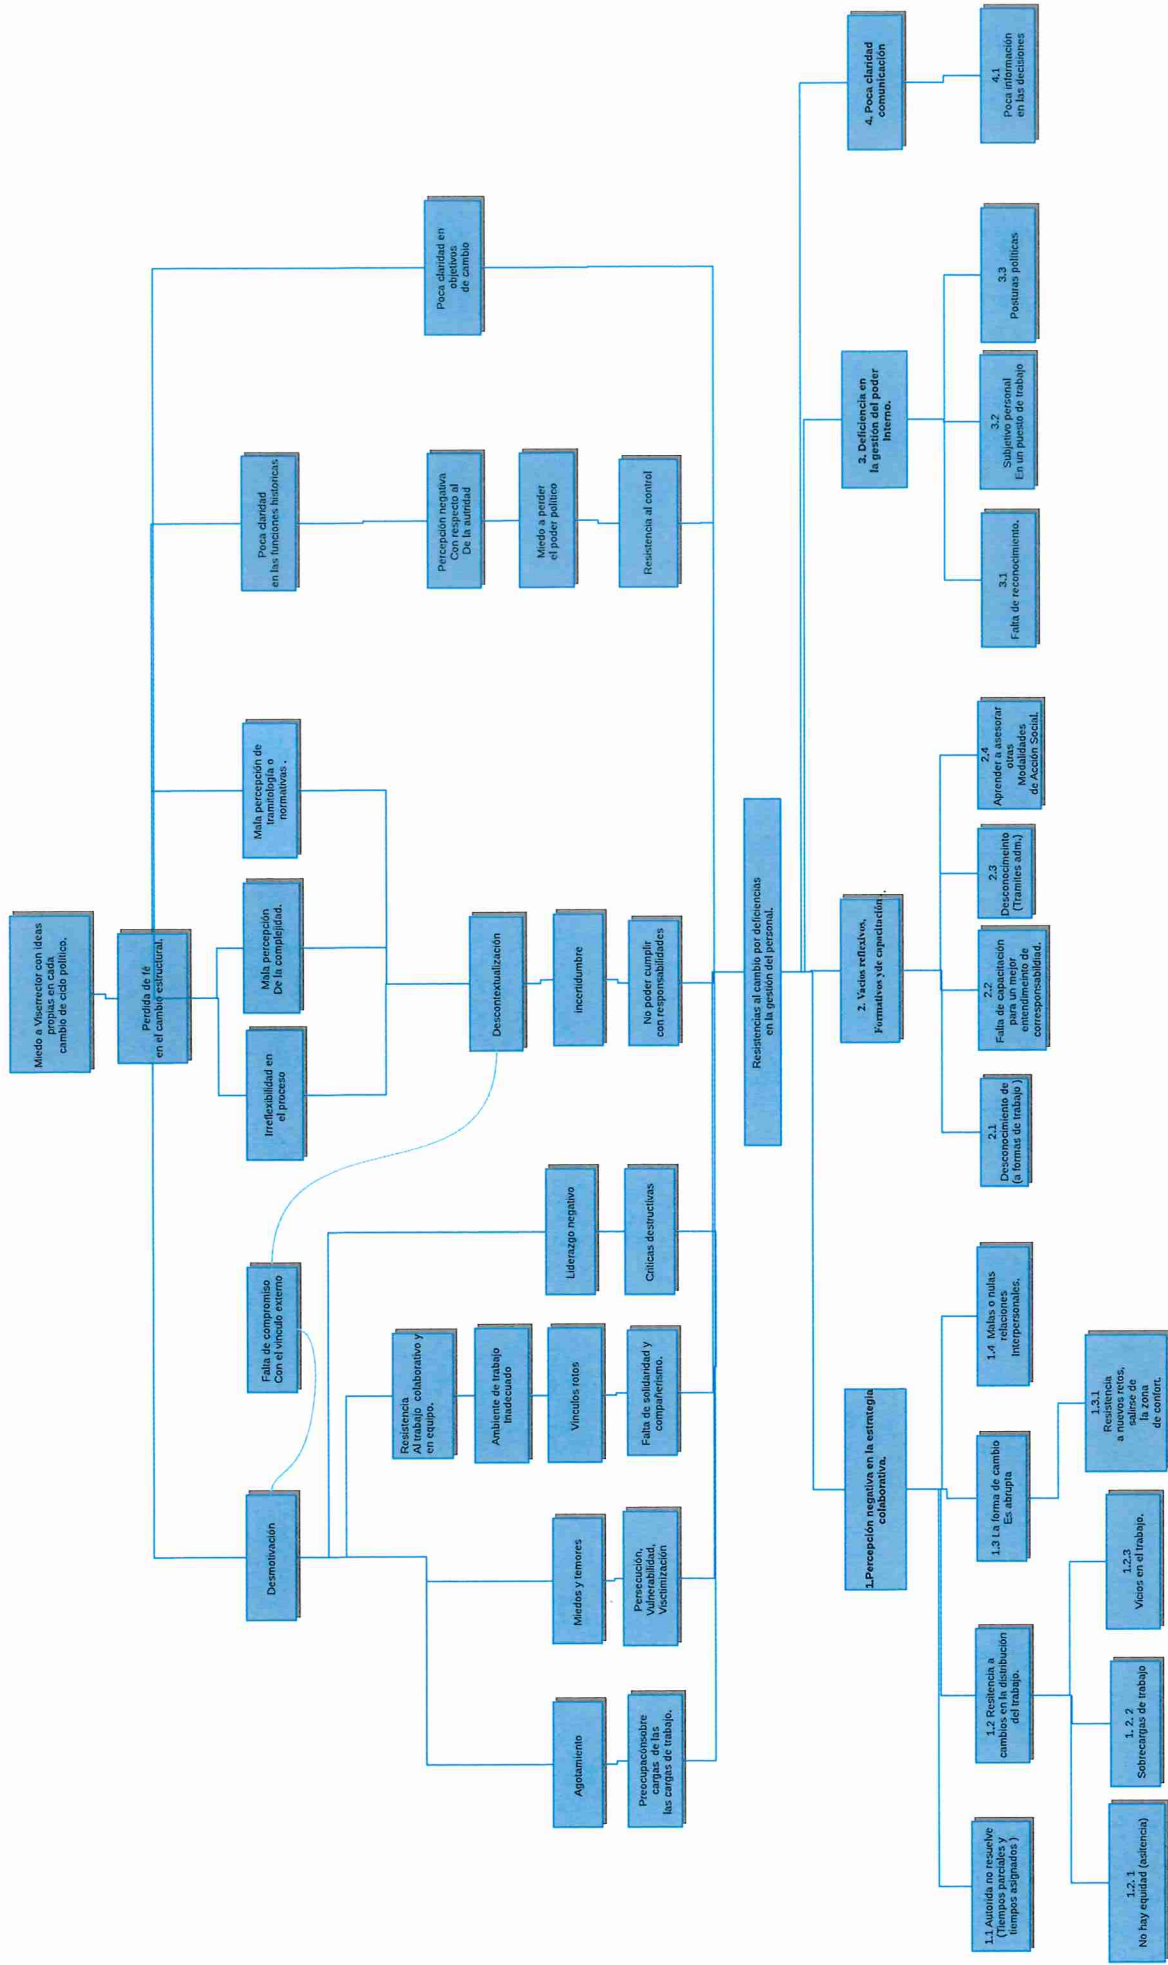 Miedo a Viserrector con ideas
propias en cada
cambio de ciclo político.
Perdida de fé
en el cambio estructural.
Desmotivación
Falta de compromiso
Con el vinculo externo
Irreflexibilidad en
el proceso
Mala percepción
De la complejidad.
Mala percepción de
tramitología o
normativas .
Poca claridad
en las funciones historicas
Poca claridad en
objetivos
de cambio
Resistencia
Al trabajo colaborativo y
en equipo.
Ambiente de trabajo
Inadecuado
Descontextualización
Percepción negativa
Con respecto al
De la autridad
Miedo a perder
el poder político
Agotamiento
Miedos y temores
Vinculos rotos
Liderazgo negativo
incertidumbre
Preocupacónsobre
cargas de las
las cargas de trabajo.
Persecución,
Vulnerabilidad,
Visctimización
Falta de solidaridad y
compañerismo.
Criticas destructivas
No poder cumplir
con responsabilidades
Resistencia al control
Resistencias al cambio por deficiencias
en la gestión del personal.
1.Percepción negativa en la estrategia
colaborativa.
2. Vacios reflexivos,
Formativos yde capacitación .
3. Deficiencia en
la gestión del poder
Interno.
4. Poca claridad
comunicación
1.1 Autorida no resuelve
(Tiempos parciales y
tiempos asignados )
1.2 Resitencia a
cambios en la distribución
del trabajo.
1.3 La forma de cambio
Es abrupta
1.4 Malas o nulas
relaciones
Interpersonales.
2.1
Desconocimiento de
(a formas de trabajo )
2.2
Falta de capacitación
para un mejor
entendimeinto de
corresponsabilidad.
2.3
Desconocimeinto
(Tramites adm.)
2.4
Aprender a asesorar
otras
Modalidades
de Acción Social.
3.1
Falta de reconocimiento.
3.2
Subjetivo personal
En un puesto de trabajo
3.3
Posturas políticas
4.1
Poca información
en las decisiones
1.2. 1
No hay equidad (asitencia)
1. 2. 2
Sobrecargas de trabajo
1.2.3
Vicios en el trabajo.
1.3.1
Resistencia
a nuevos retos,
salirse de
la zona
de confort.